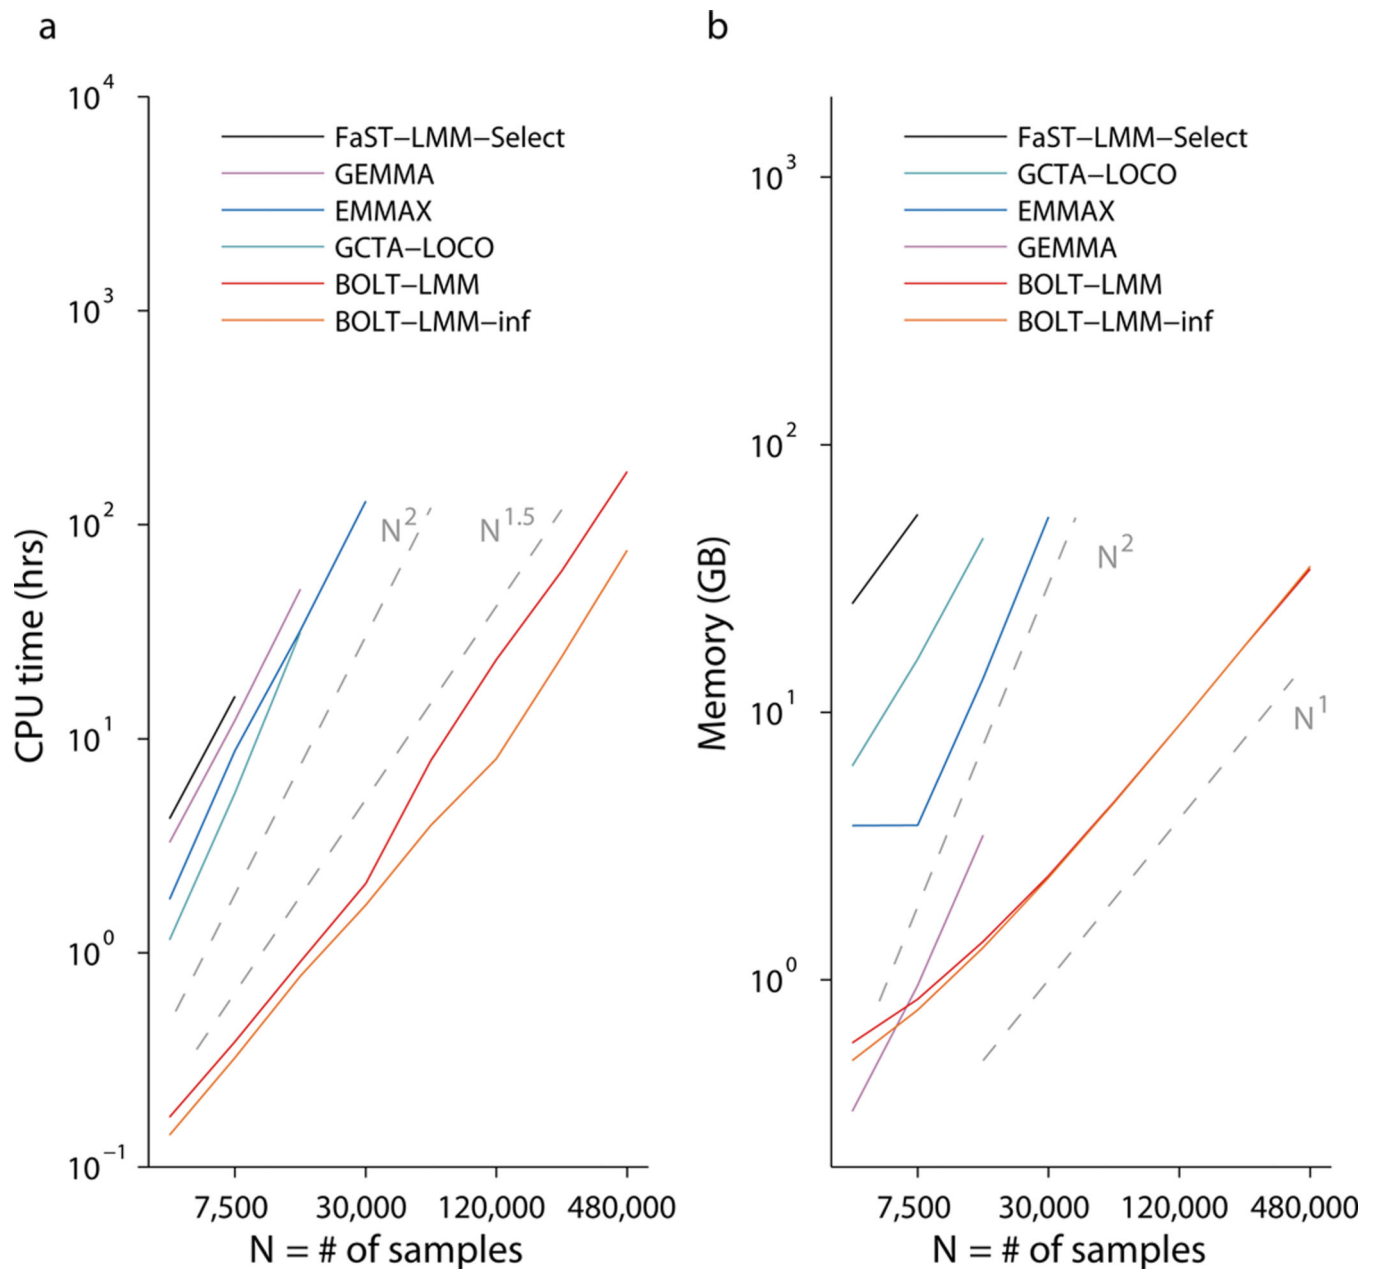 a
CPU time (hrs)
10^4
10^3
10^2
10^1
10^0
10^−1
FaST–LMM–Select
GEMMA
EMMAX
GCTA–LOCO
BOLT–LMM
BOLT–LMM–inf
N^2
N^1.5
7,500 30,000 120,000 480,000
N = # of samples
b
Memory (GB)
10^3
10^2
10^1
10^0
FaST–LMM–Select
GCTA–LOCO
EMMAX
GEMMA
BOLT–LMM
BOLT–LMM–inf
N^2
N^1
7,500 30,000 120,000 480,000
N = # of samples